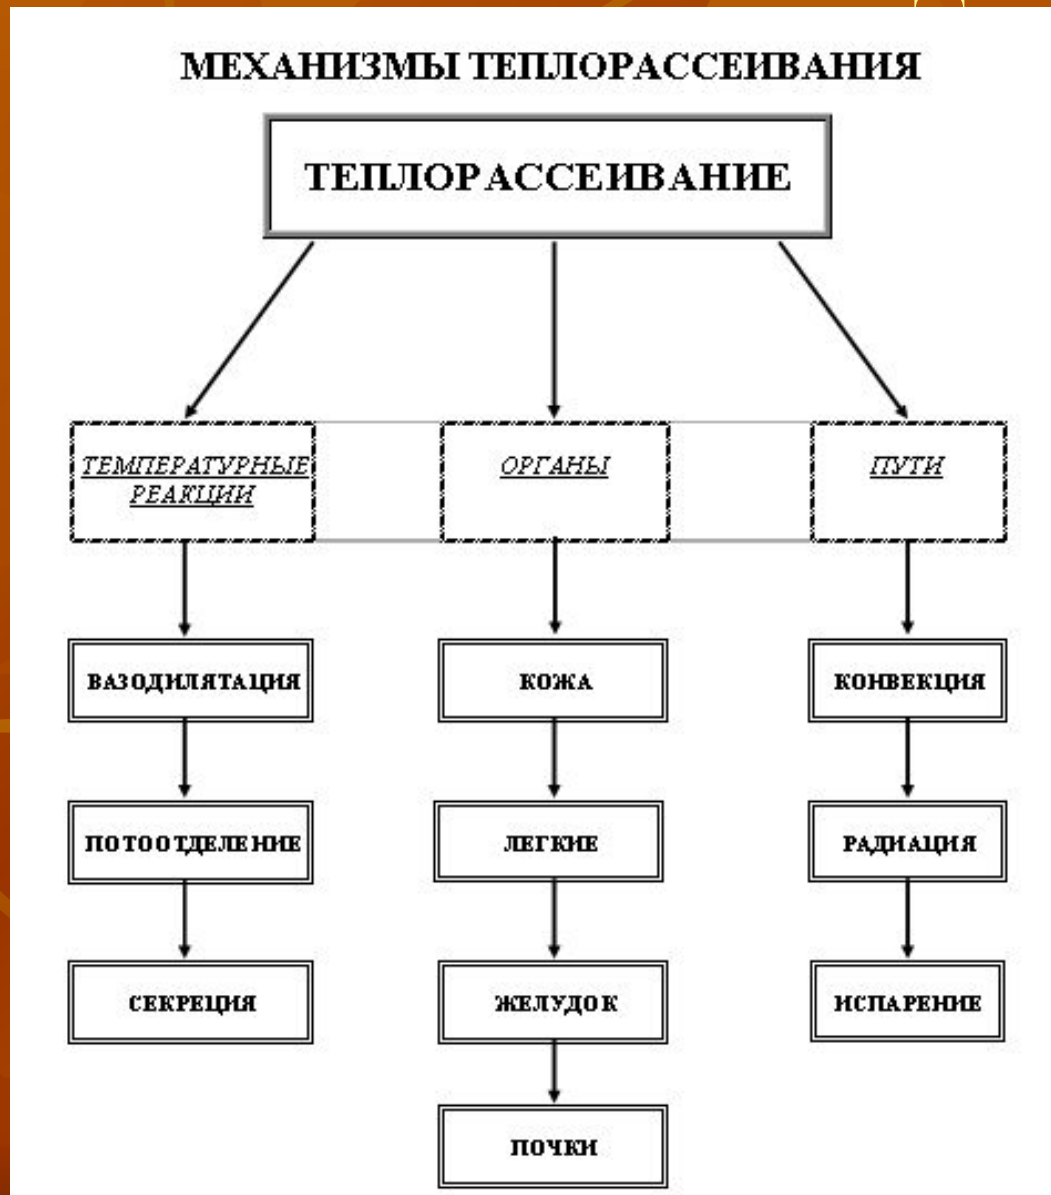 МЕХАНИЗМЫ ТЕПЛОРАССЕИВАНИЯ
ТЕПЛОРАССЕИВАНИЕ
ТЕМПЕРАТУРНЫЕ
РЕАКЦИИ
ОРГАНЫ
ПУТИ
ВАЗОДИЛЯТАЦИЯ
КОЖА
КОНВЕКЦИЯ
ПОТООТДЕЛЕНИЕ
ЛЕГКИЕ
РАДИАЦИЯ
СЕКРЕЦИЯ
ЖЕЛУДОК
ИСПАРЕНИЕ
ПОЧКИ